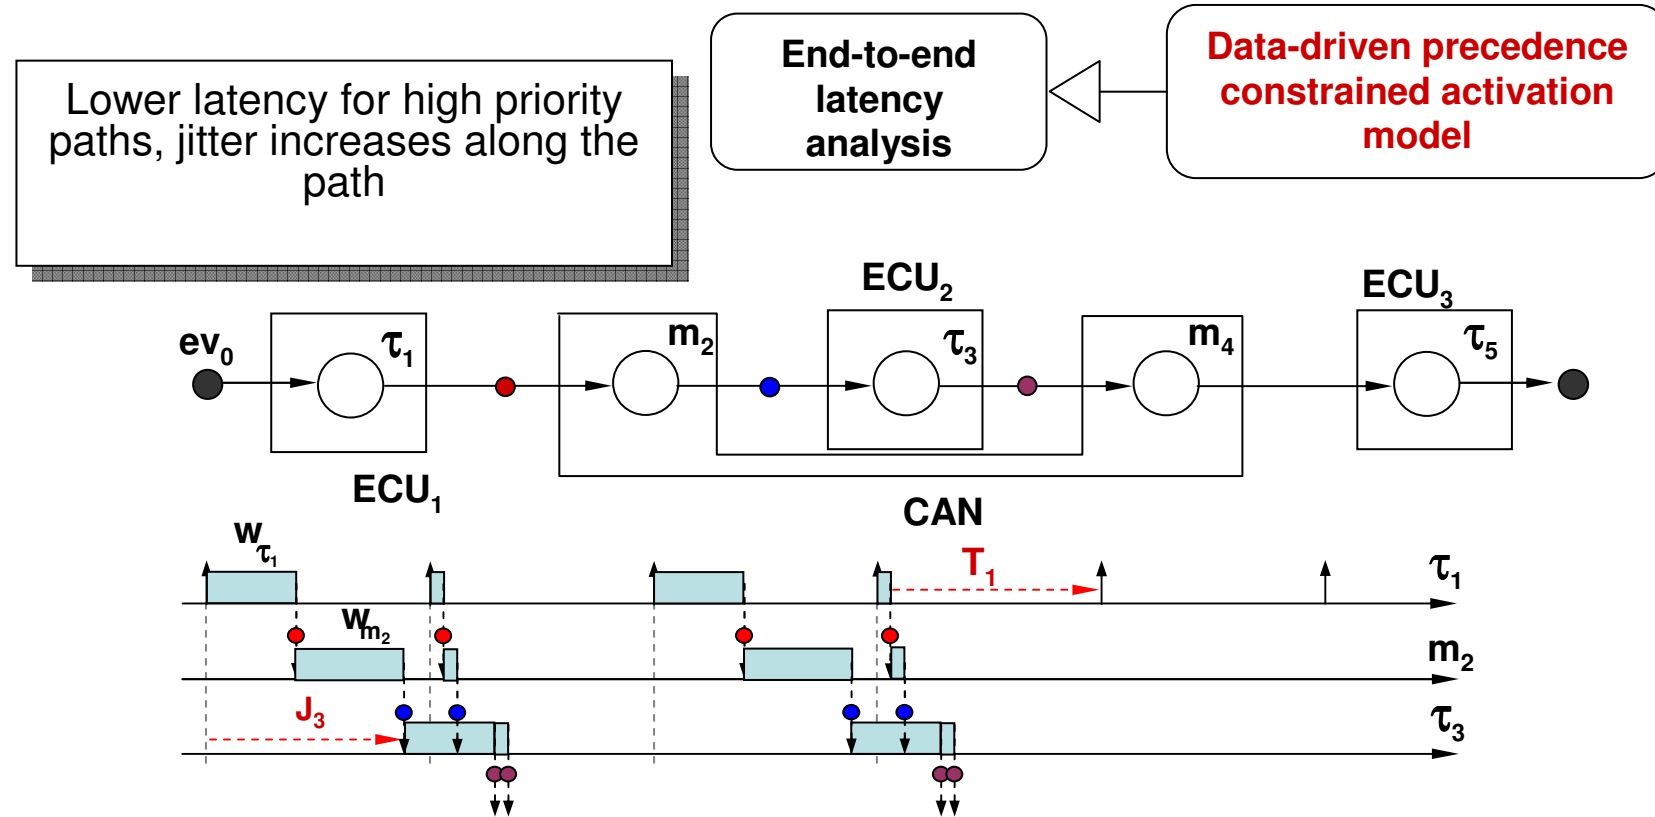 Lower latency for high priority
paths, jitter increases along the
path
End-to-end
latency
analysis
Data-driven precedence
constrained activation
model
ev0
τ1
ECU1
m2
ECU2
τ3
m4
ECU3
τ5
CAN
wτ1
T1
τ1
wm2
m2
J3
τ3